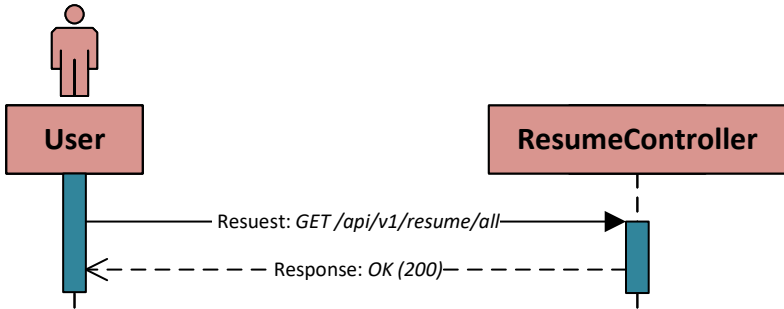 User
ResumeController
Resuest: GET /api/v1/resume/all
Response: OK (200)